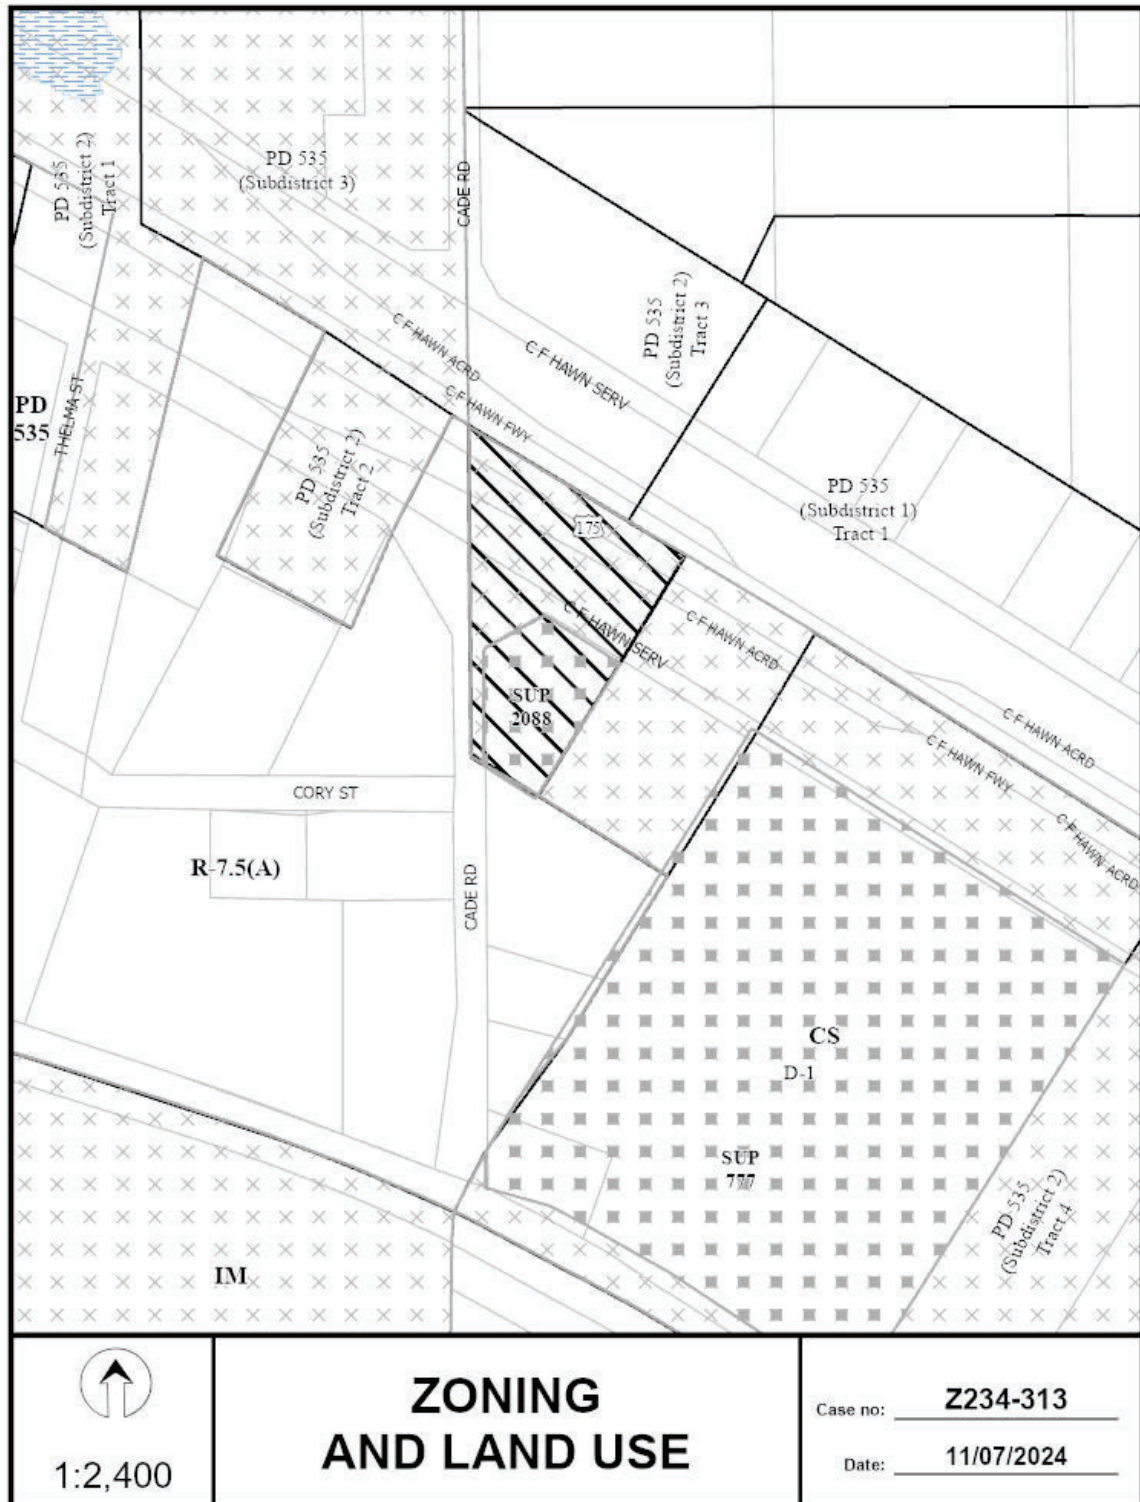 PD 535
(Subdistrict 2)
Tract 1
PD 535
(Subdistrict 3)
CADE RD
PD 535
(Subdistrict 2)
Tract 3
C F HAWN ACRD
C F HAWN SERV
C F HAWN FWY
PD
535
THELMA ST
PD 535
(Subdistrict 2)
Tract 2
175
PD 535
(Subdistrict 1)
Tract 1
C F HAWN SERV
C F HAWN ACRD
SUP
2088
C F HAWN ACRD
C F HAWN FWY
C F HAWN ACRD
CORY ST
R-7.5(A)
CADE RD
CS
D-1
SUP
777
PD 535
(Subdistrict 2)
Tract 4
IM
1:2,400
ZONING
AND LAND USE
Case no: Z234-313
Date: 11/07/2024